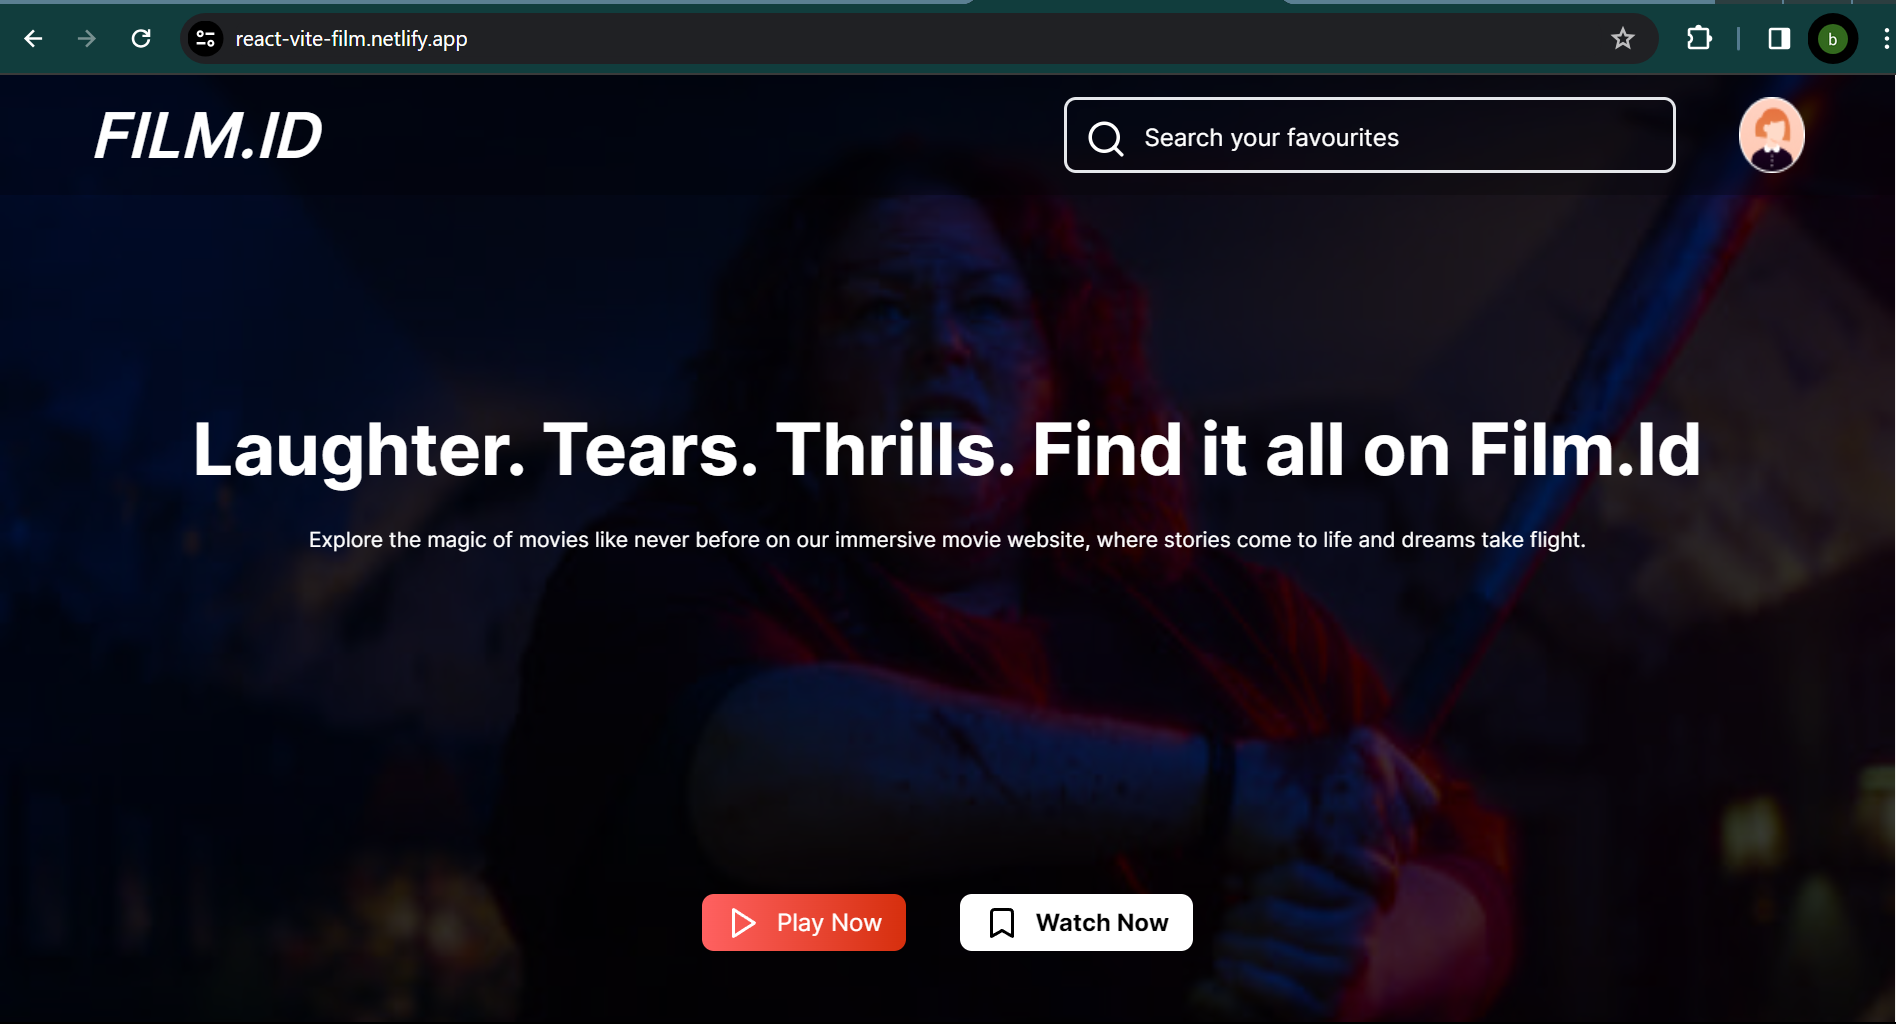 react-vite-film.netlify.app
b
FILM.ID
Search your favourites
Laughter. Tears. Thrills. Find it all on Film.Id
Explore the magic of movies like never before on our immersive movie website, where stories come to life and dreams take flight.
Play Now
Watch Now